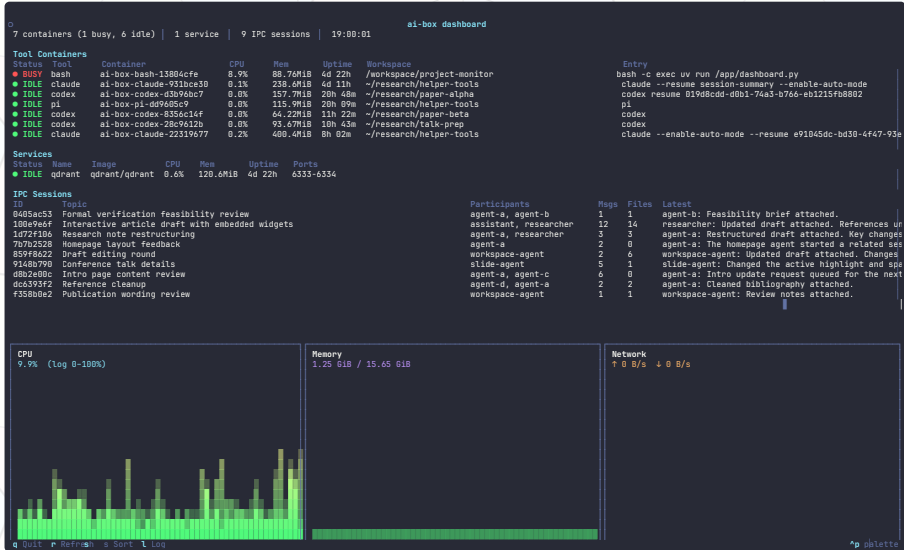 ai-box dashboard
7 containers (1 busy, 6 idle) │ 1 service │ 9 IPC sessions │ 19:00:01
Tool Containers
Status Tool Container CPU Mem Uptime Workspace Entry
● BUSY bash ai-box-bash-13804cfe 8.9% 88.76MiB 4d 22h /workspace/project-monitor bash -c exec uv run /app/dashboard.py
● IDLE claude ai-box-claude-931bce30 0.1% 238.6MiB 4d 11h ~/research/helper-tools claude --resume session-summary --enable-auto-mode
● IDLE codex ai-box-codex-d3b96bc7 0.0% 157.7MiB 20h 48m ~/research/paper-alpha codex resume 019d8cdd-d0b1-74a3-b766-eb1215fb8802
● IDLE pi ai-box-pi-dd9605c9 0.0% 115.9MiB 20h 09m ~/research/helper-tools pi
● IDLE codex ai-box-codex-8356c14f 0.0% 64.22MiB 11h 22m ~/research/paper-beta codex
● IDLE codex ai-box-codex-28c9612b 0.0% 93.67MiB 10h 43m ~/research/talk-prep codex
● IDLE claude ai-box-claude-22319677 0.2% 400.4MiB 8h 02m ~/research/helper-tools claude --enable-auto-mode --resume e91045dc-bd30-4f47-93e
Services
Status Name Image CPU Mem Uptime Ports
● IDLE qdrant qdrant/qdrant 0.6% 120.6MiB 4d 22h 6333-6334
IPC Sessions
ID Topic Participants Msgs Files Latest
0405ac53 Formal verification feasibility review agent-a, agent-b 1 1 agent-b: Feasibility brief attached.
100e9e6f Interactive article draft with embedded widgets assistant, researcher 12 14 researcher: Updated draft attached. References un
1d72f106 Research note restructuring agent-a, researcher 3 3 agent-a: Restructured draft attached. Key changes
7b7b2528 Homepage layout feedback agent-a 2 0 agent-a: The homepage agent started a related ses
859f8622 Draft editing round workspace-agent 2 6 workspace-agent: Updated draft attached. Changes
9148b790 Conference talk details slide-agent 5 1 slide-agent: Changed the active highlight and spa
d8b2e00c Intro page content review agent-a, agent-c 6 0 agent-a: Intro update request queued for the next
dc6393f2 Reference cleanup agent-d, agent-a 2 2 agent-a: Cleaned bibliography attached.
f358b0e2 Publication wording review workspace-agent 1 1 workspace-agent: Review notes attached.
CPU
9.9% (log 0-100%)
Memory
1.25 GiB / 15.65 GiB
Network
↑ 0 B/s ↓ 0 B/s
q Quit r Refresh s Sort l Log ^p palette